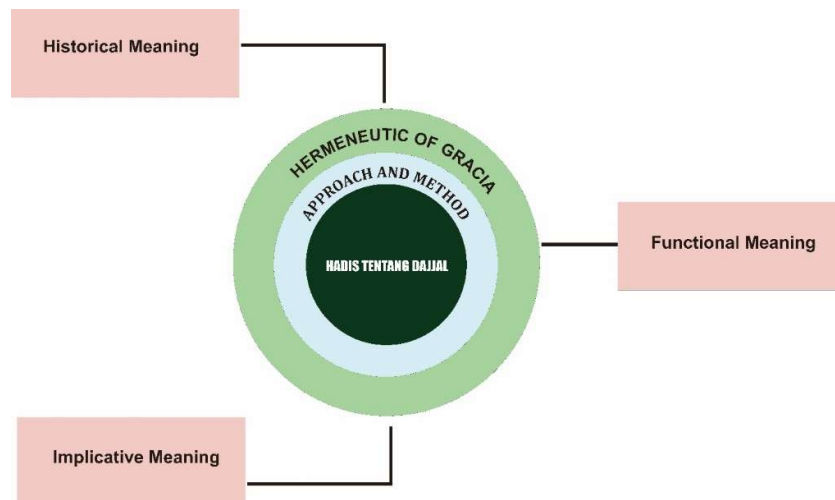 Historical Meaning
HERMENEUTIC OF GRACIA
APPROACH AND METHOD
HADIS TENTANG DAJJAL
Functional Meaning
Implicative Meaning